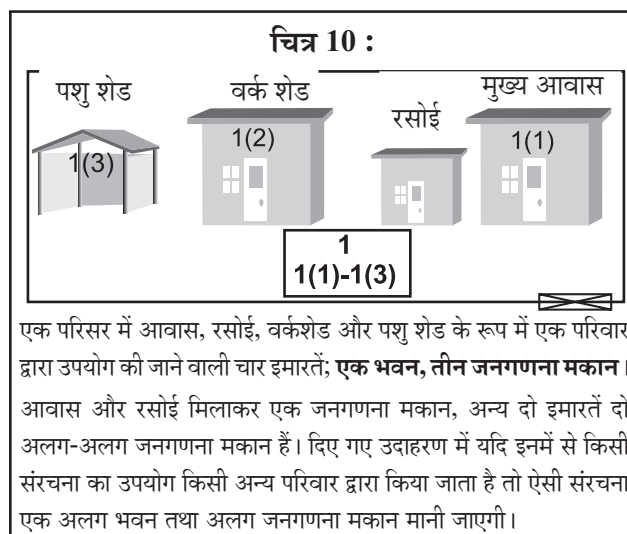 चित्र 10 :
पशु शेड
वर्क शेड
रसोई
मुख्य आवास
1(3)
1(2)
1(1)
1
1(1)-1(3)
एक परिसर में आवास, रसोई, वर्कशेड और पशु शेड के रूप में एक परिवार
द्वारा उपयोग की जाने वाली चार इमारतें; एक भवन, तीन जनगणना मकान।
आवास और रसोई मिलाकर एक जनगणना मकान, अन्य दो इमारतें दो
अलग-अलग जनगणना मकान हैं। दिए गए उदाहरण में यदि इनमें से किसी
संरचना का उपयोग किसी अन्य परिवार द्वारा किया जाता है तो ऐसी संरचना
एक अलग भवन तथा अलग जनगणना मकान मानी जाएगी।